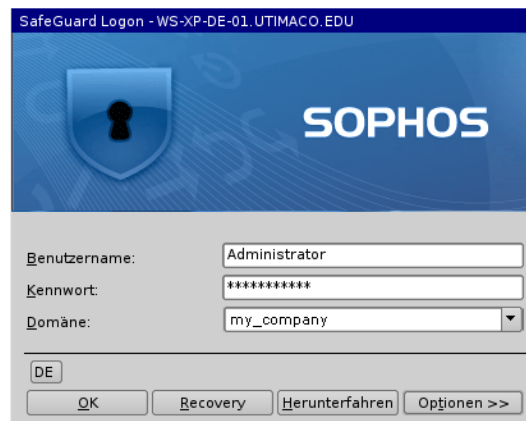 SafeGuard Logon - WS-XP-DE-01.UTIMACO.EDU
SOPHOS
Benutzername: Administrator
Kennwort: ***********
Domäne: my_company
DE
OK Recovery Herunterfahren Optionen >>